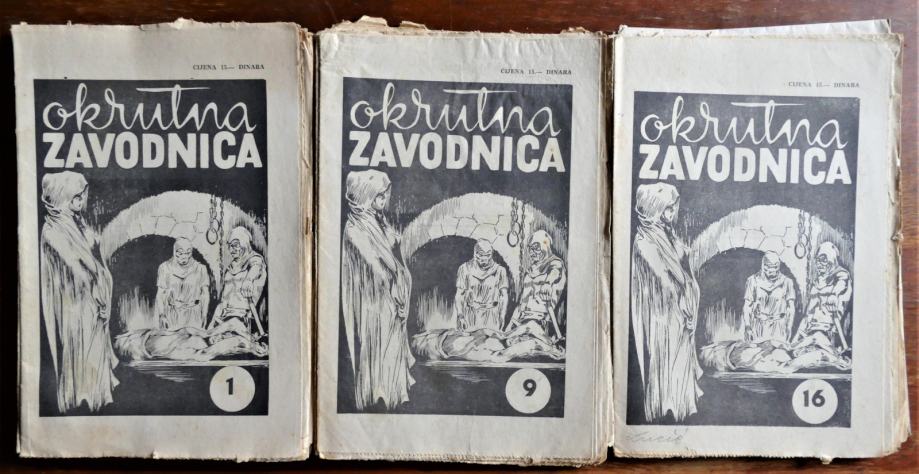 CIJENA 15.— DINARA
okrutna
ZAVODNICA
1
CIJENA 15.— DINARA
okrutna
ZAVODNICA
9
CIJENA 15.— DINARA
okrutna
ZAVODNICA
16